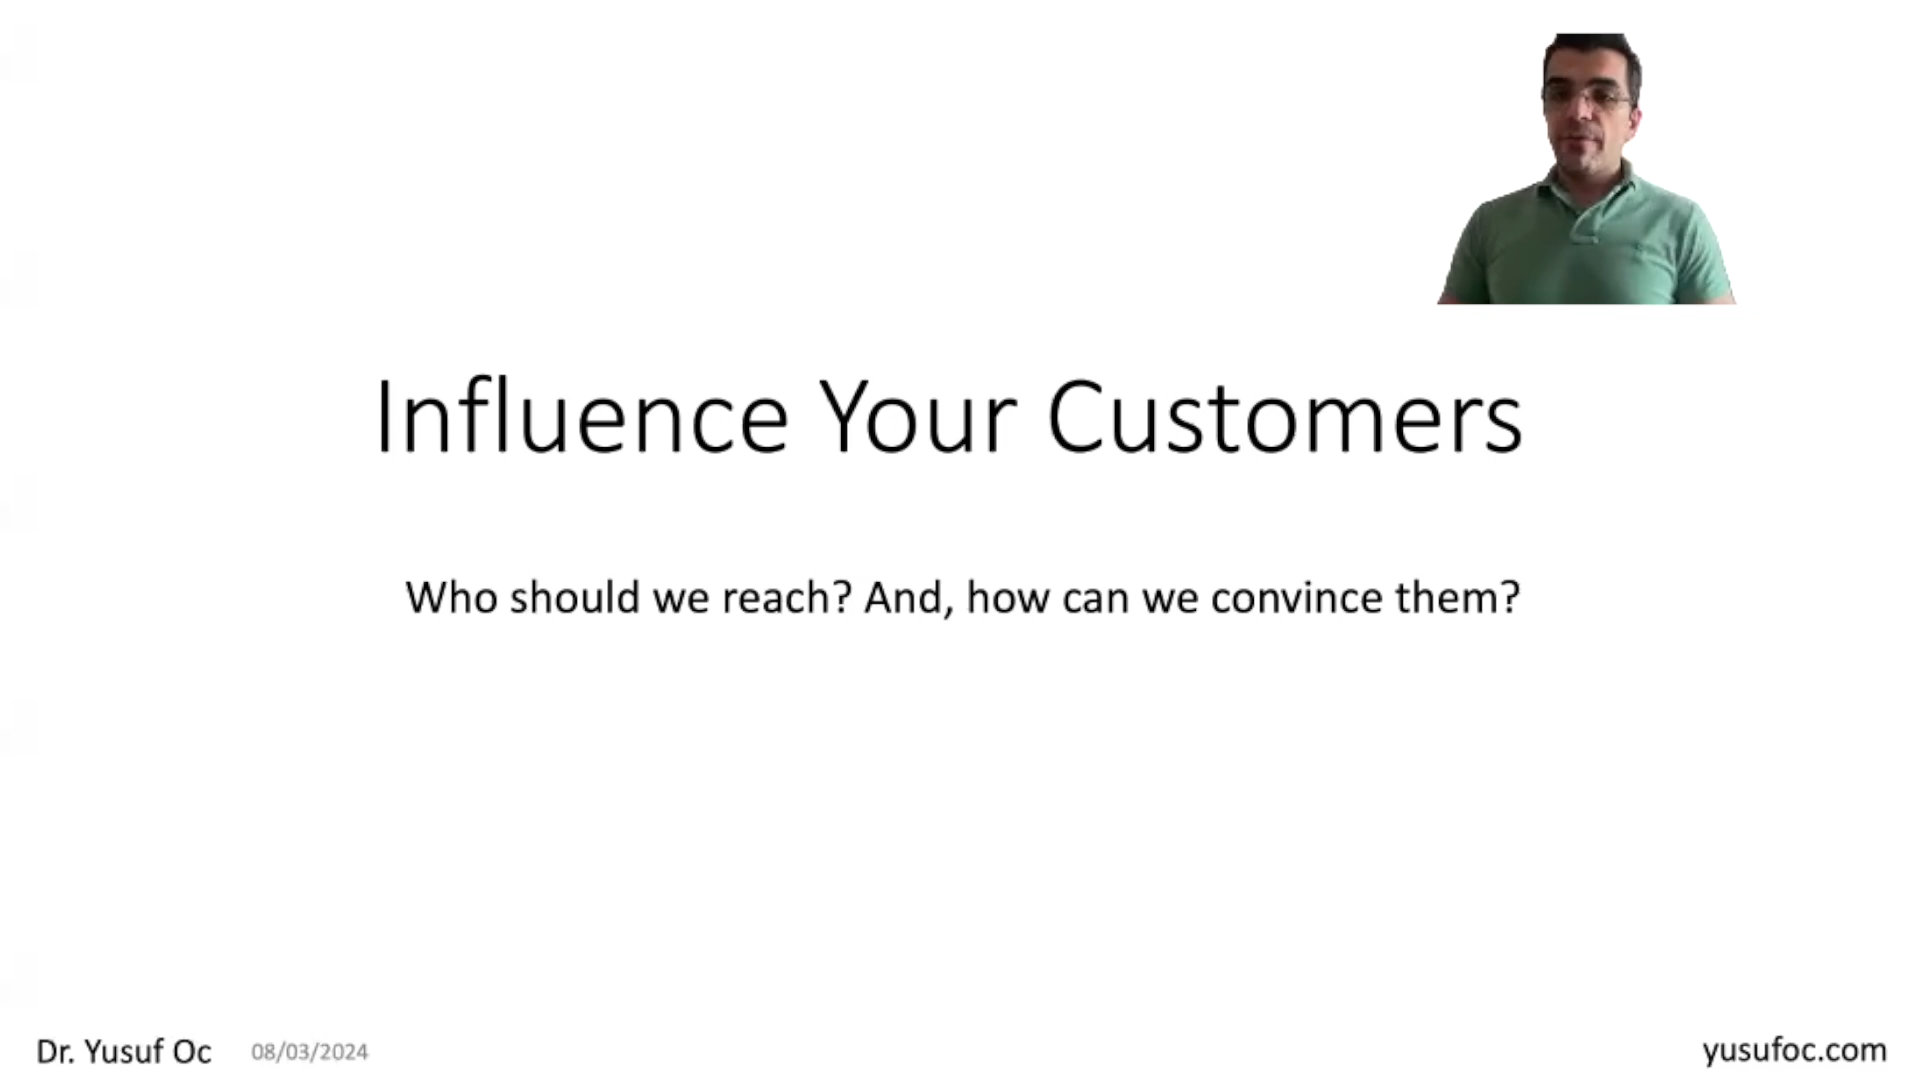 Influence Your Customers
Who should we reach? And, how can we convince them?
Dr. Yusuf Oc 08/03/2024 yusufoc.com